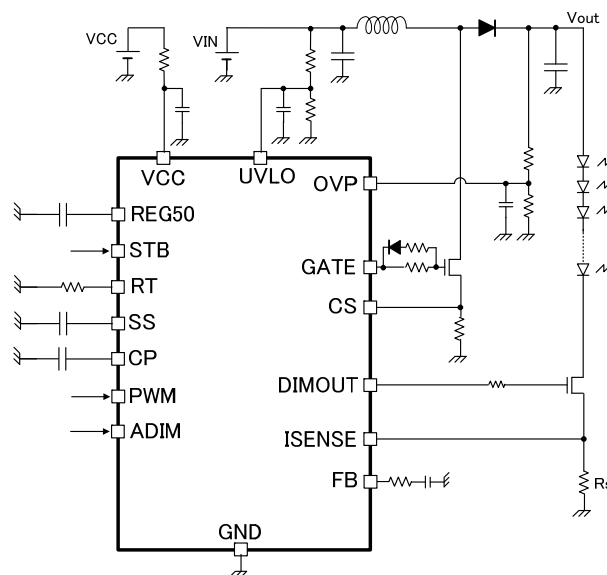 VCC
VIN
Vout
VCC
UVLO
OVP
REG50
STB
GATE
RT
CS
SS
CP
DIMOUT
PWM
ADIM
ISENSE
FB
Rs
GND